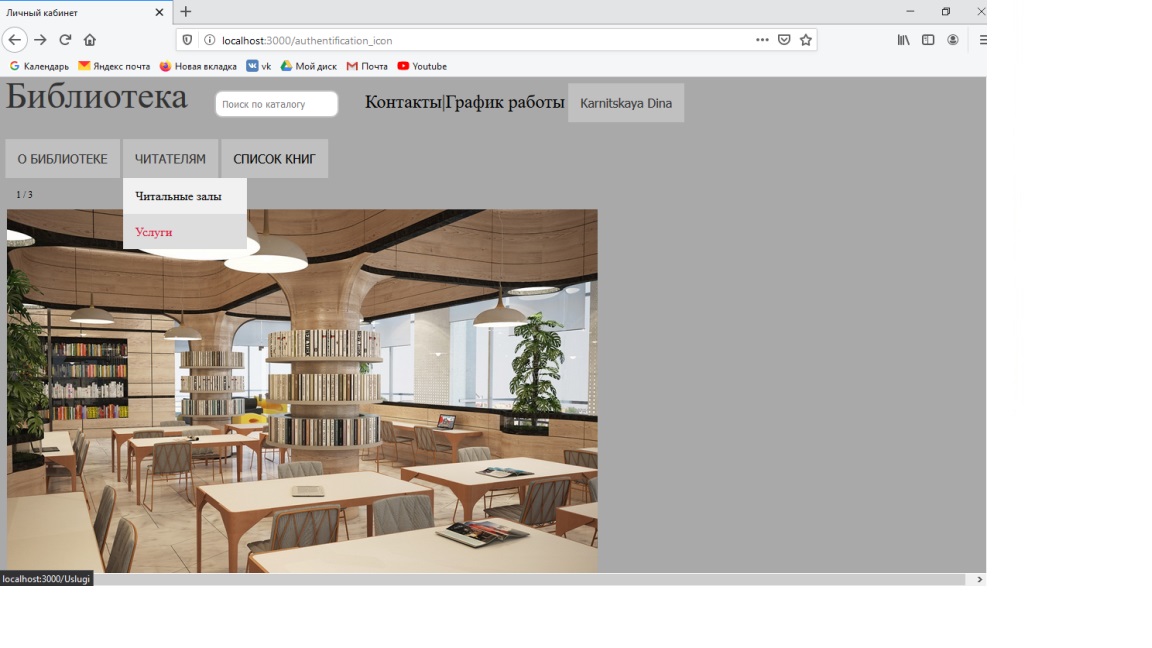 Личный кабинет
localhost:3000/authentification_icon
Календарь Яндекс почта Новая вкладка vk Мой диск Почта Youtube
Библиотека Поиск по каталогу Контакты|График работы Karnitskaya Dina
О БИБЛИОТЕКЕ ЧИТАТЕЛЯМ СПИСОК КНИГ
1 / 3
Читальные залы
Услуги
localhost:3000/Uslugi